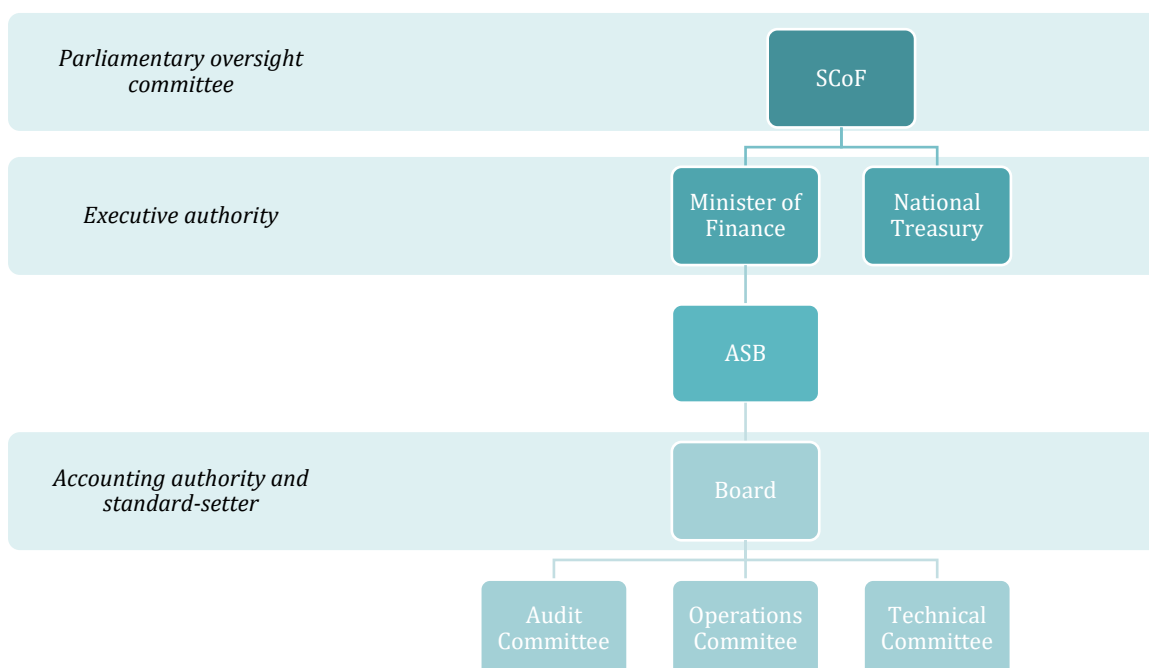 Parliamentary oversight
committee
SCoF
Executive authority
Minister of
Finance
National
Treasury
ASB
Accounting authority and
standard-setter
Board
Audit
Committee
Operations
Commitee
Technical
Committee